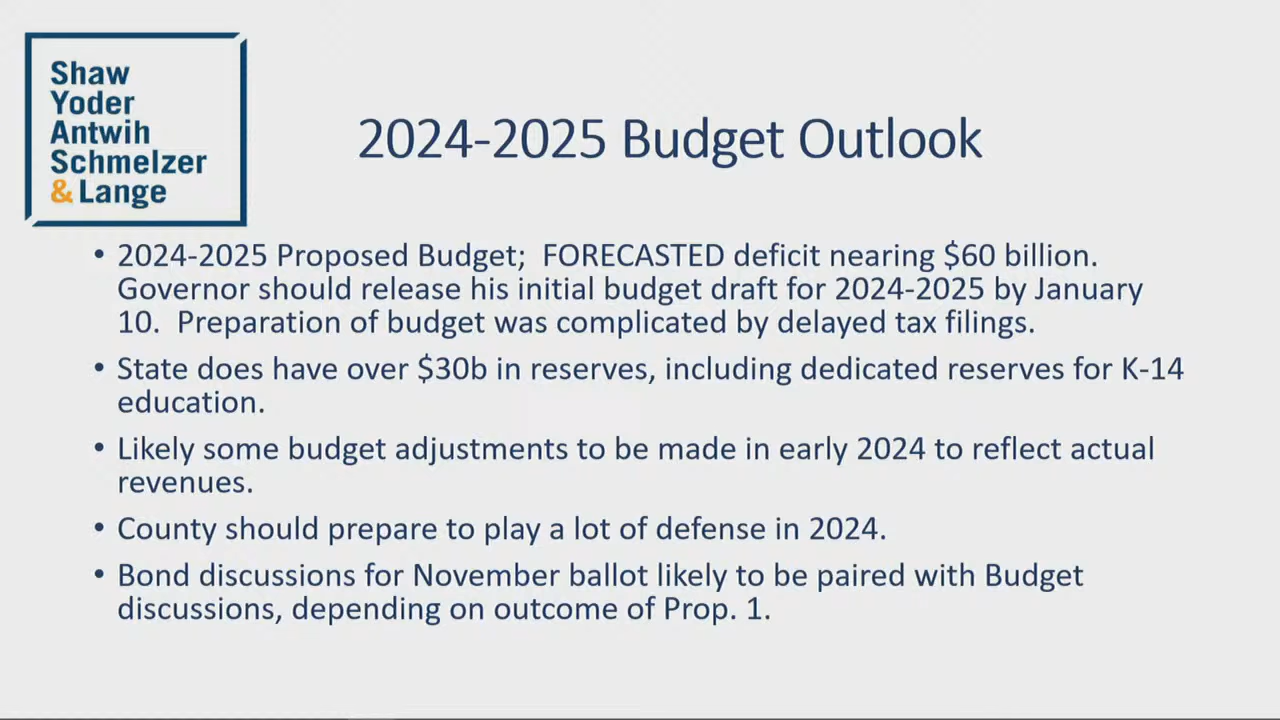 Shaw
Yoder
Antwih
Schmelzer
& Lange
2024-2025 Budget Outlook
• 2024-2025 Proposed Budget;  FORECASTED deficit nearing $60 billion.
Governor should release his initial budget draft for 2024-2025 by January
10.  Preparation of budget was complicated by delayed tax filings.
• State does have over $30b in reserves, including dedicated reserves for K-14
education.
• Likely some budget adjustments to be made in early 2024 to reflect actual
revenues.
• County should prepare to play a lot of defense in 2024.
• Bond discussions for November ballot likely to be paired with Budget
discussions, depending on outcome of Prop. 1.